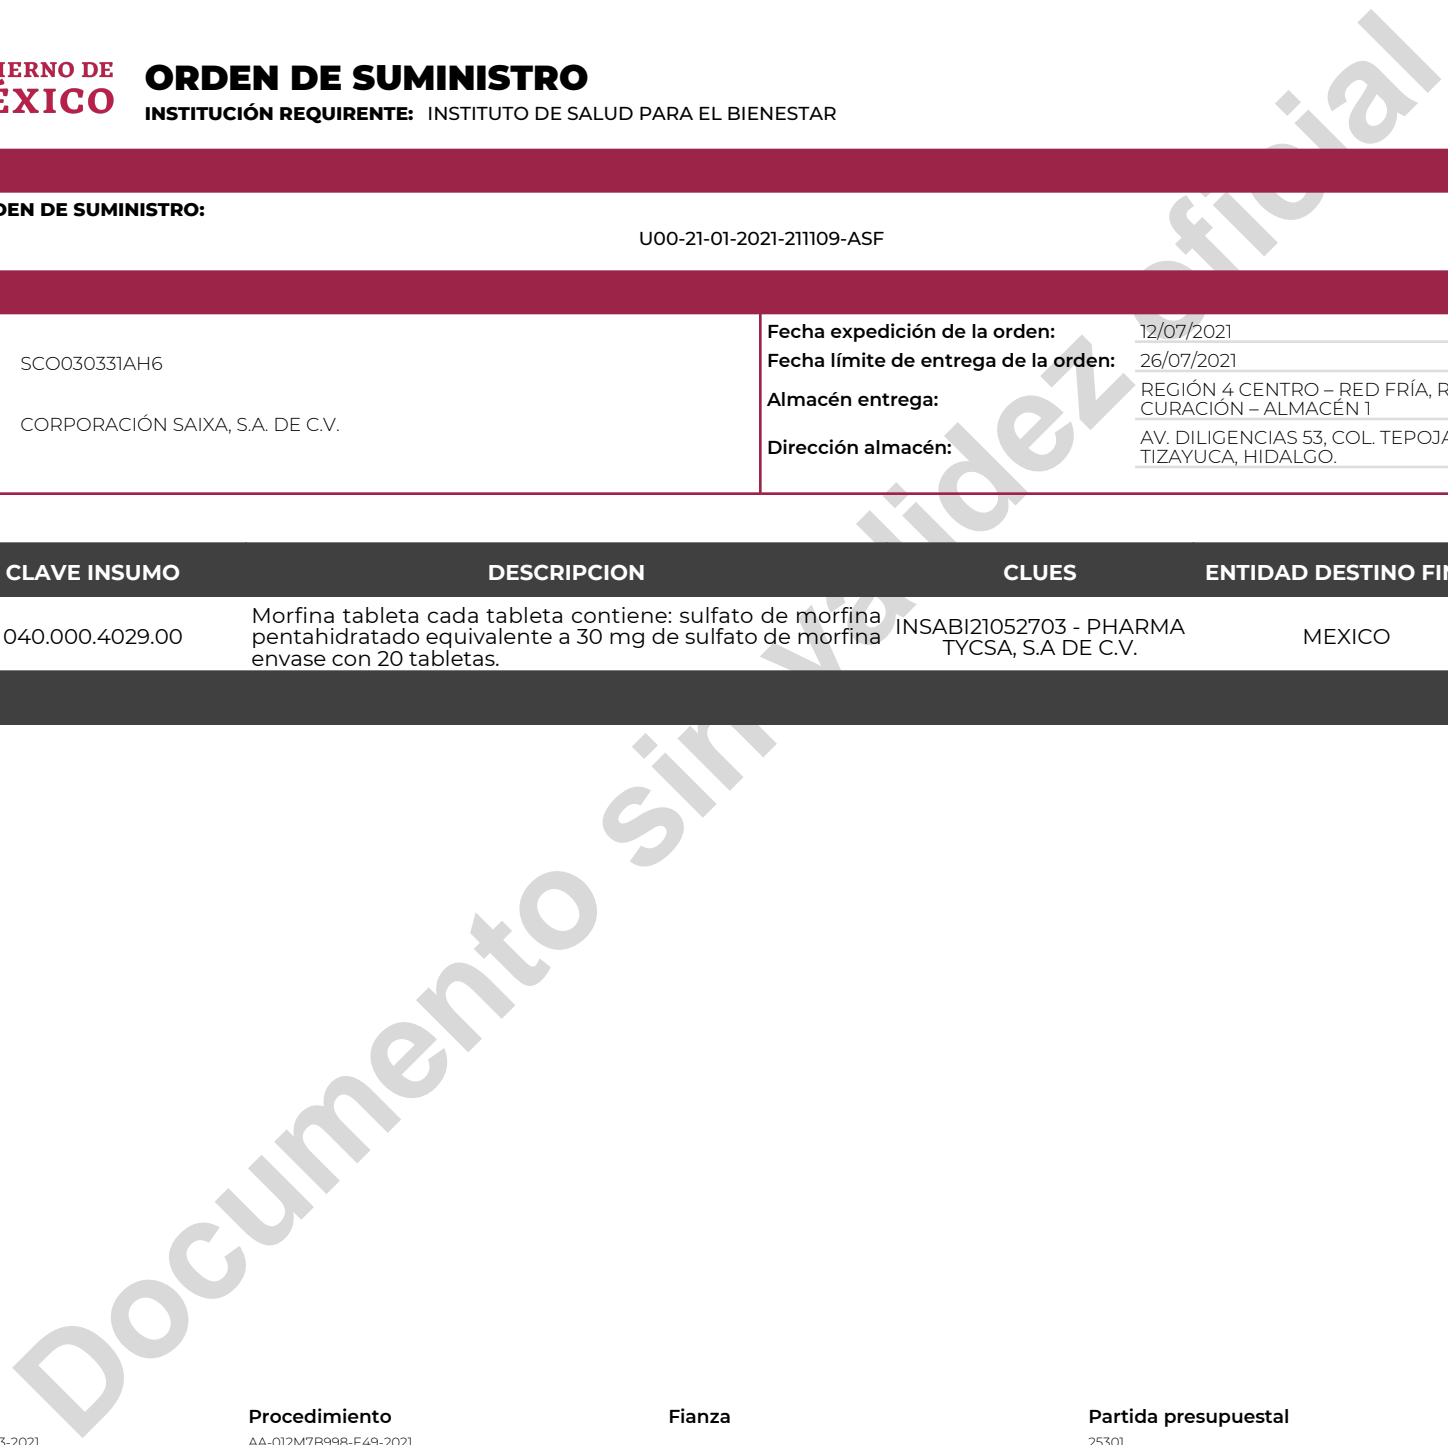 IERNO DE
ÉXICO
ORDEN DE SUMINISTRO
INSTITUCIÓN REQUIRENTE: INSTITUTO DE SALUD PARA EL BIENESTAR
DEN DE SUMINISTRO:
U00-21-01-2021-211109-ASF
SCO030331AH6
CORPORACIÓN SAIXA, S.A. DE C.V.
Fecha expedición de la orden: 12/07/2021
Fecha límite de entrega de la orden: 26/07/2021
Almacén entrega: REGIÓN 4 CENTRO – RED FRÍA, R
CURACIÓN – ALMACÉN 1
Dirección almacén: AV. DILIGENCIAS 53, COL. TEPOJA
TIZAYUCA, HIDALGO.
CLAVE INSUMO DESCRIPCION CLUES ENTIDAD DESTINO FIN
040.000.4029.00
Morfina tableta cada tableta contiene: sulfato de morfina
pentahidratado equivalente a 30 mg de sulfato de morfina
envase con 20 tabletas.
INSABI21052703 - PHARMA
TYCSA, S.A DE C.V.
MEXICO
Documento sin validez oficial
Procedimiento Fianza Partida presupuestal
3-2021 AA-012M7B998-E49-2021 25301